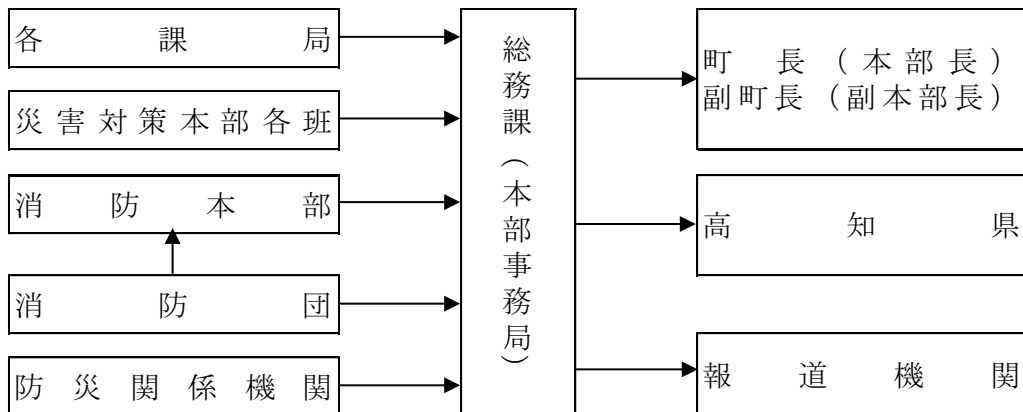 各課局
災害対策本部各班
消防本部
消防団
防災関係機関
総務課（本部事務局）
町長（本部長）
副町長（副本部長）
高知県
報道機関